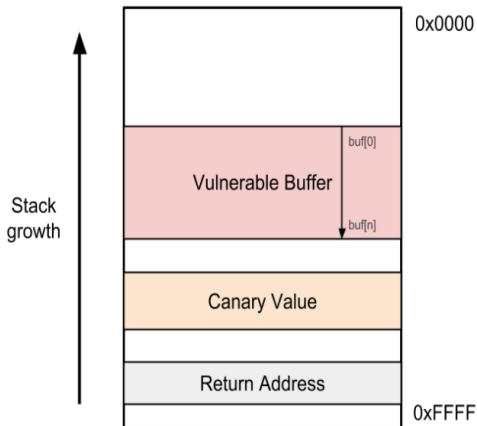 0x0000
buf[0]
Vulnerable Buffer
Stack
growth
buf[n]
Canary Value
Return Address
0xFFFF